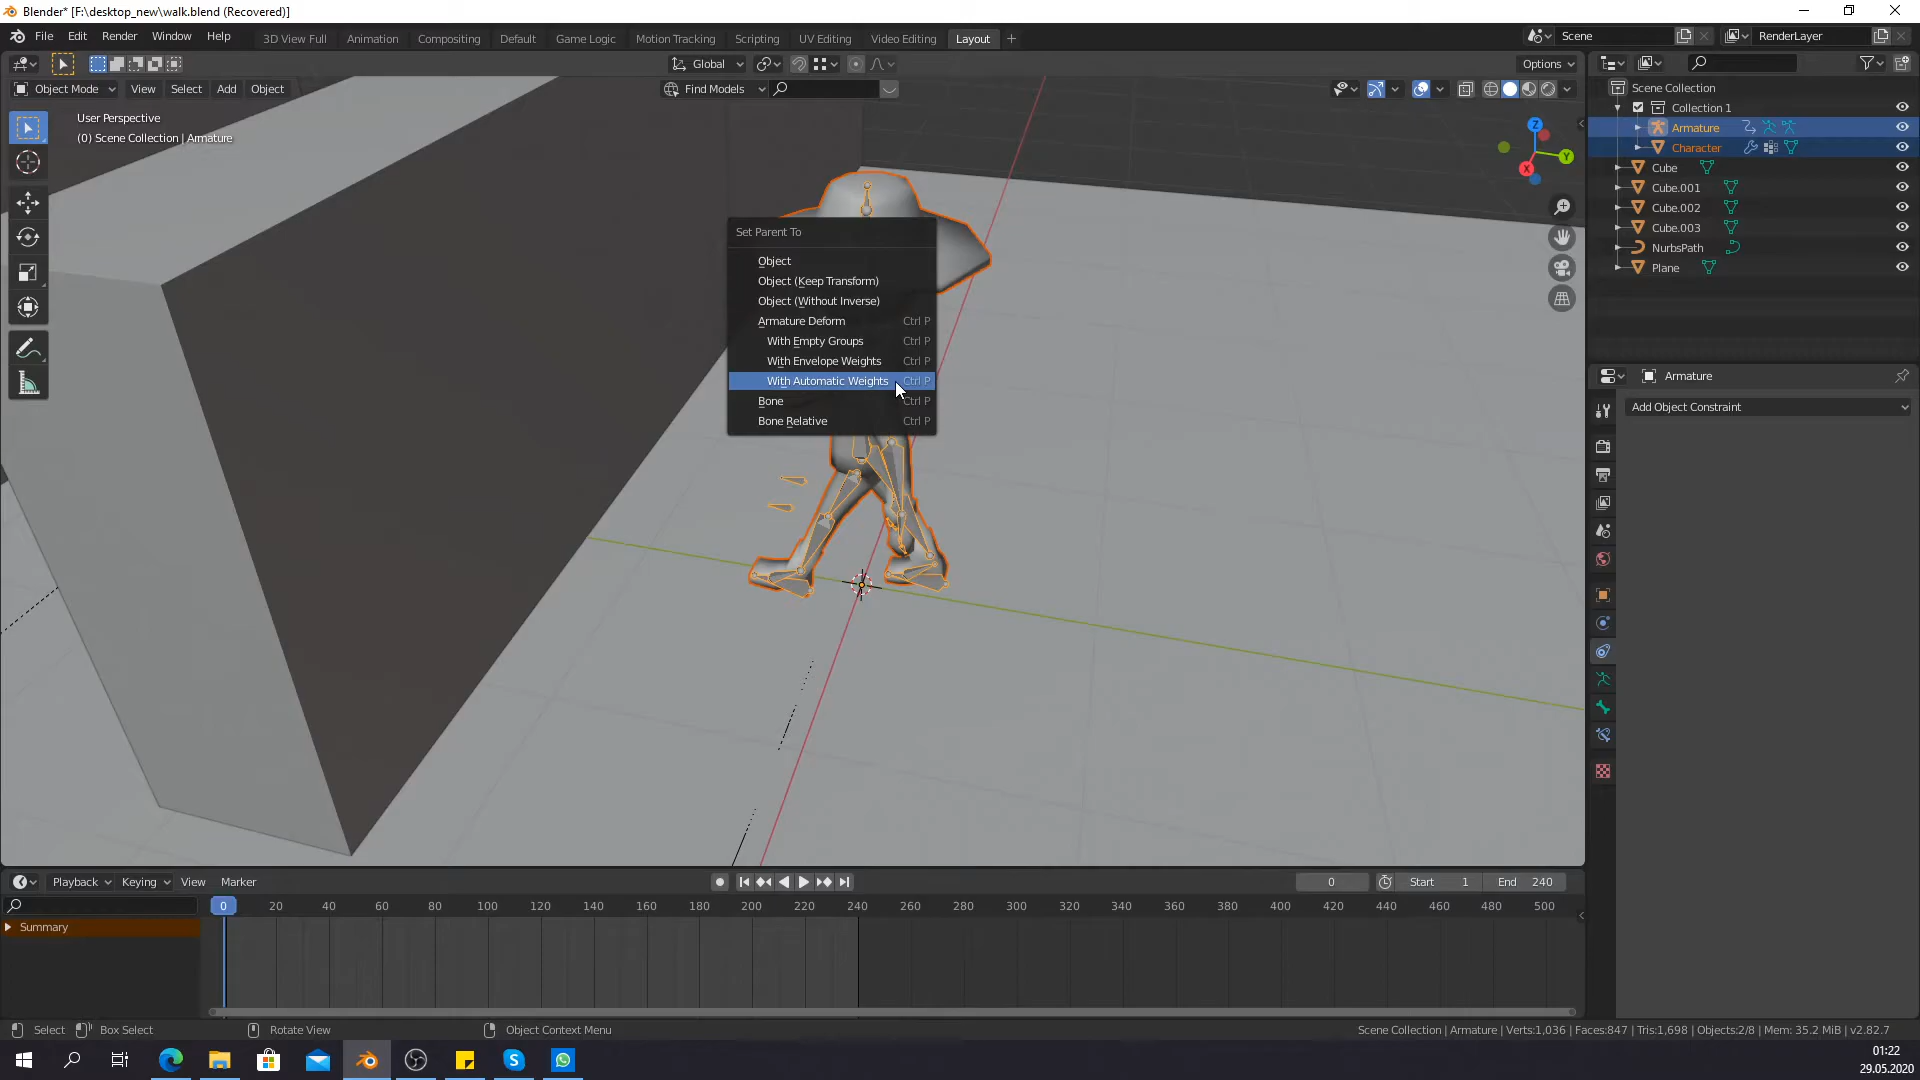 Blender* [F:\desktop_new\walk.blend (Recovered)]
File Edit Render Window Help 3D View Full Animation Compositing Default Game Logic Motion Tracking Scripting UV Editing Video Editing Layout Scene RenderLayer
Global Options
Object Mode View Select Add Object Find Models
User Perspective
(0) Scene Collection | Armature
Z
Y
X
Scene Collection
Collection 1
Armature
Character
Cube
Cube.001
Cube.002
Cube.003
NurbsPath
Plane
Set Parent To
Object
Object (Keep Transform)
Object (Without Inverse)
Armature Deform Ctrl P
With Empty Groups Ctrl P
With Envelope Weights Ctrl P
With Automatic Weights Ctrl P
Bone Ctrl P
Bone Relative Ctrl P
Armature
Add Object Constraint
Playback Keying View Marker 0 Start 1 End 240
0 20 40 60 80 100 120 140 160 180 200 220 240 260 280 300 320 340 360 380 400 420 440 460 480 500
Summary
Select Box Select Rotate View Object Context Menu Scene Collection | Armature | Verts:1,036 | Faces:847 | Tris:1,698 | Objects:2/8 | Mem: 35.2 MiB | v2.82.7
01:22
29.05.2020